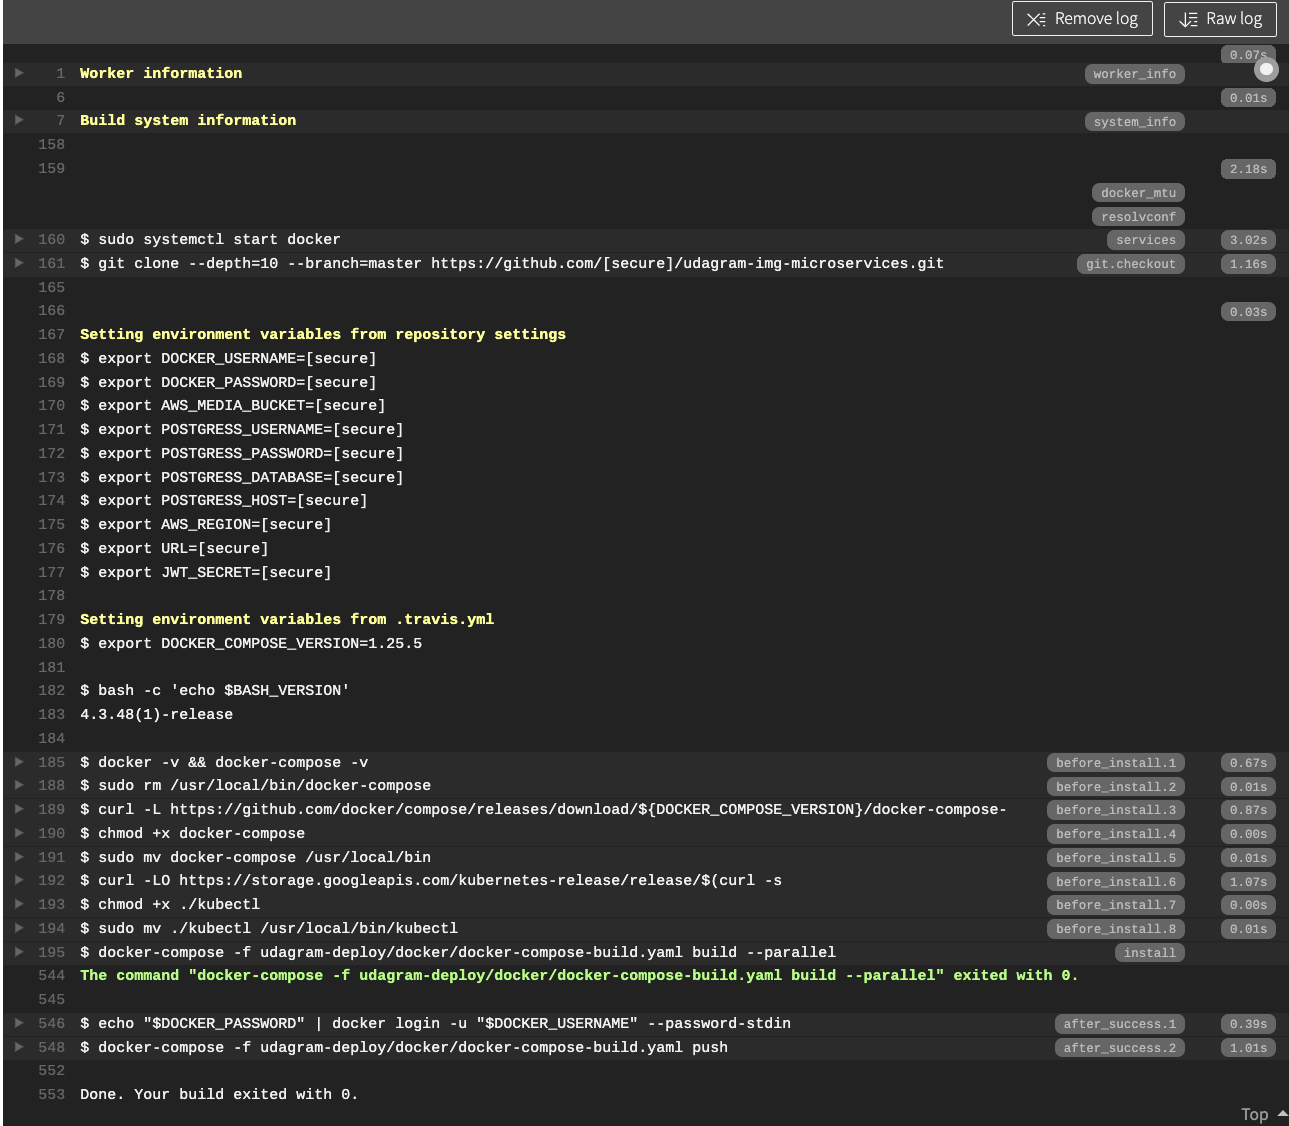 Remove log
Raw log
0.07s
1 Worker information worker_info
6 0.01s
7 Build system information system_info
158
159 2.18s
docker_mtu
resolvconf
160 $ sudo systemctl start docker services 3.02s
161 $ git clone --depth=10 --branch=master https://github.com/[secure]/udagram-img-microservices.git git.checkout 1.16s
165
166 0.03s
167 Setting environment variables from repository settings
168 $ export DOCKER_USERNAME=[secure]
169 $ export DOCKER_PASSWORD=[secure]
170 $ export AWS_MEDIA_BUCKET=[secure]
171 $ export POSTGRESS_USERNAME=[secure]
172 $ export POSTGRESS_PASSWORD=[secure]
173 $ export POSTGRESS_DATABASE=[secure]
174 $ export POSTGRESS_HOST=[secure]
175 $ export AWS_REGION=[secure]
176 $ export URL=[secure]
177 $ export JWT_SECRET=[secure]
178
179 Setting environment variables from .travis.yml
180 $ export DOCKER_COMPOSE_VERSION=1.25.5
181
182 $ bash -c 'echo $BASH_VERSION'
183 4.3.48(1)-release
184
185 $ docker -v && docker-compose -v before_install.1 0.67s
188 $ sudo rm /usr/local/bin/docker-compose before_install.2 0.01s
189 $ curl -L https://github.com/docker/compose/releases/download/${DOCKER_COMPOSE_VERSION}/docker-compose- before_install.3 0.87s
190 $ chmod +x docker-compose before_install.4 0.00s
191 $ sudo mv docker-compose /usr/local/bin before_install.5 0.01s
192 $ curl -LO https://storage.googleapis.com/kubernetes-release/release/$(curl -s before_install.6 1.07s
193 $ chmod +x ./kubectl before_install.7 0.00s
194 $ sudo mv ./kubectl /usr/local/bin/kubectl before_install.8 0.01s
195 $ docker-compose -f udagram-deploy/docker/docker-compose-build.yaml build --parallel install
544 The command "docker-compose -f udagram-deploy/docker/docker-compose-build.yaml build --parallel" exited with 0.
545
546 $ echo "$DOCKER_PASSWORD" | docker login -u "$DOCKER_USERNAME" --password-stdin after_success.1 0.39s
548 $ docker-compose -f udagram-deploy/docker/docker-compose-build.yaml push after_success.2 1.01s
552
553 Done. Your build exited with 0.
Top